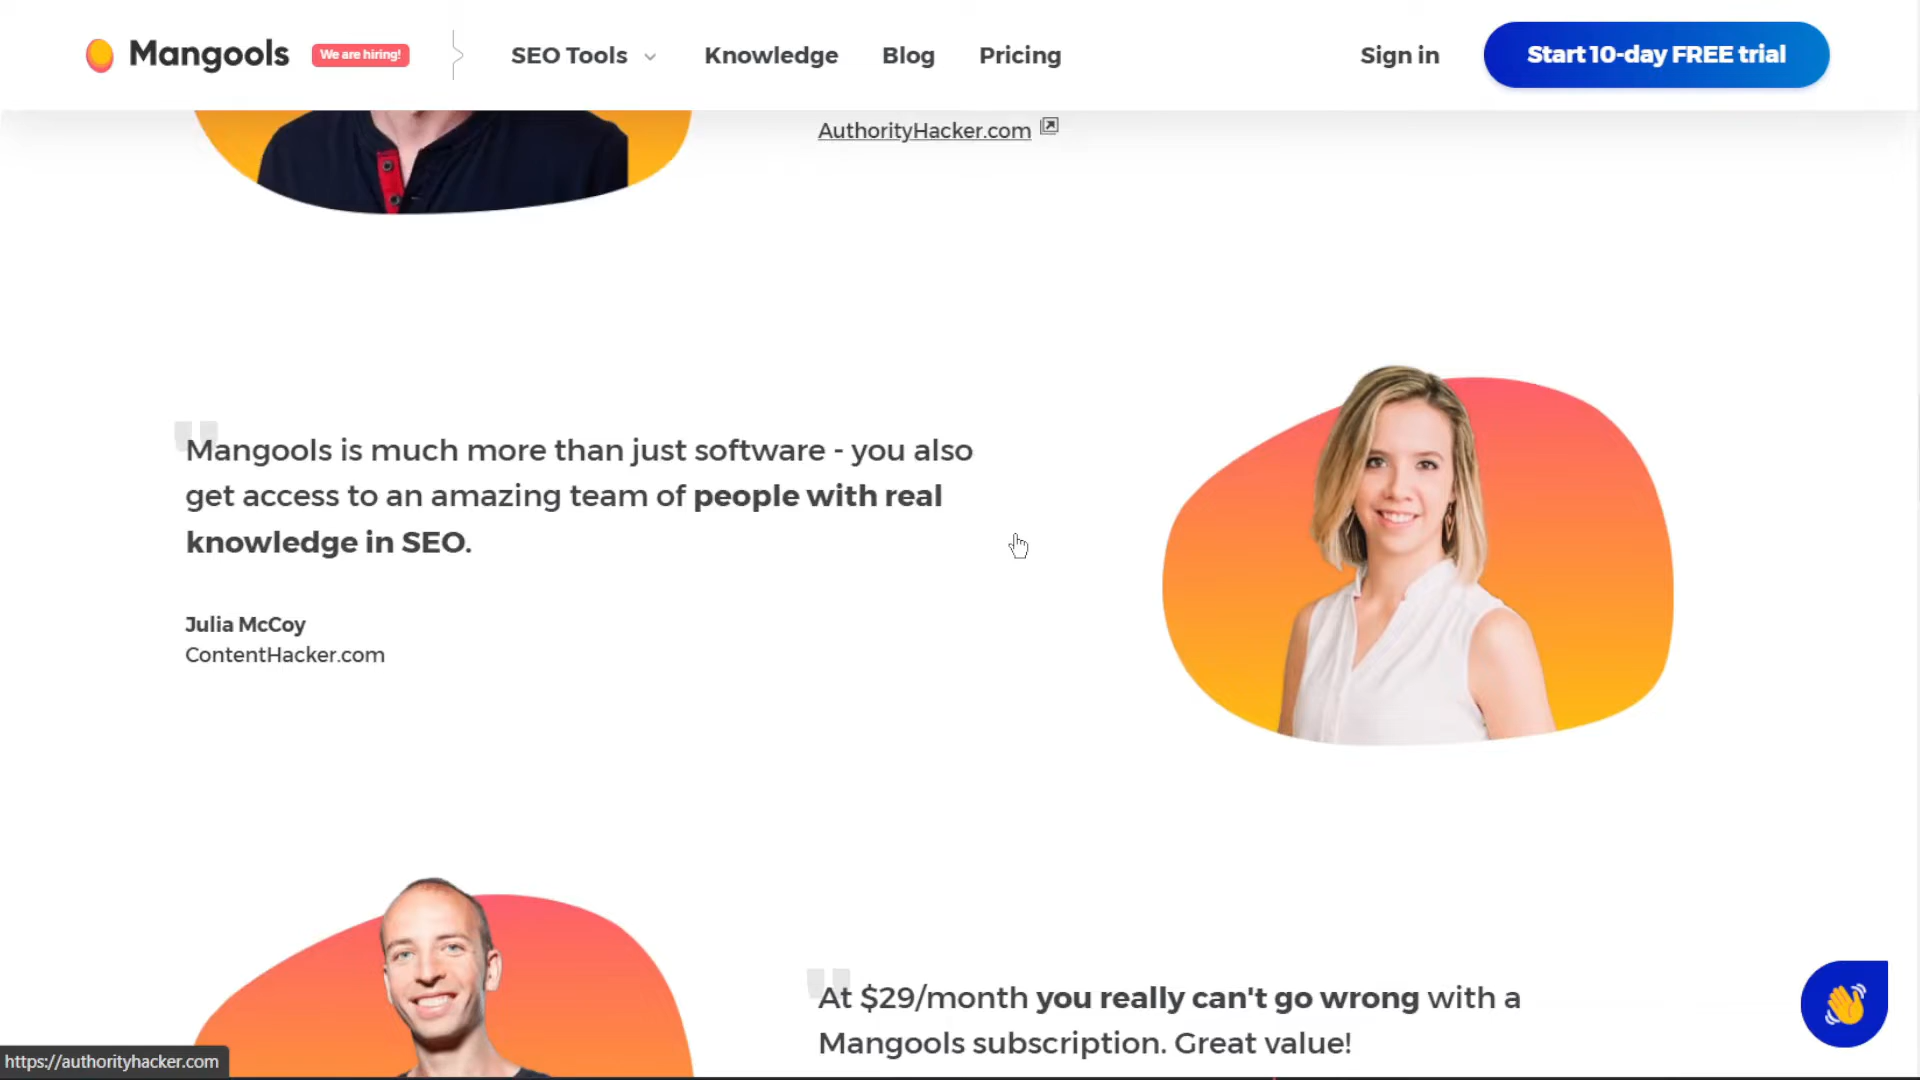 Mangools
We are hiring!
SEO Tools
Knowledge
Blog
Pricing
Sign in
Start 10-day FREE trial
AuthorityHacker.com
"
Mangools is much more than just software - you also
get access to an amazing team of people with real
knowledge in SEO.
Julia McCoy
ContentHacker.com
"
At $29/month you really can't go wrong with a
Mangools subscription. Great value!
https://authorityhacker.com